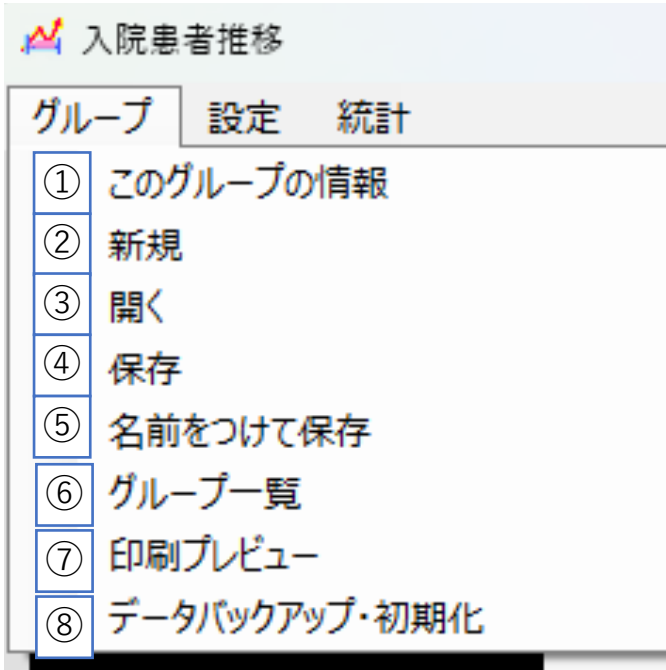 入院患者推移
グループ 設定 統計
① このグループの情報
② 新規
③ 開く
④ 保存
⑤ 名前をつけて保存
⑥ グループ一覧
⑦ 印刷プレビュー
⑧ データバックアップ・初期化